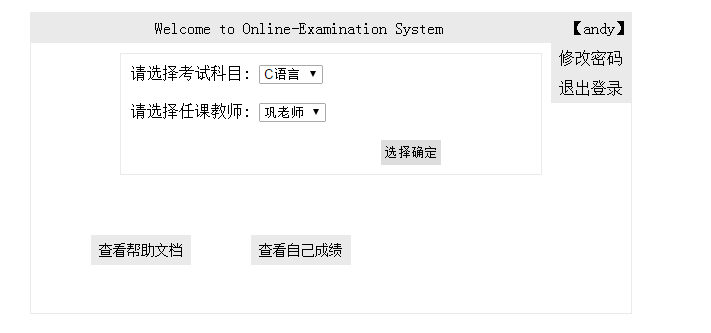 Welcome to Online-Examination System 【andy】
修改密码
退出登录
请选择考试科目: C语言 ▼
请选择任课教师: 巩老师 ▼
选择确定
查看帮助文档 查看自己成绩